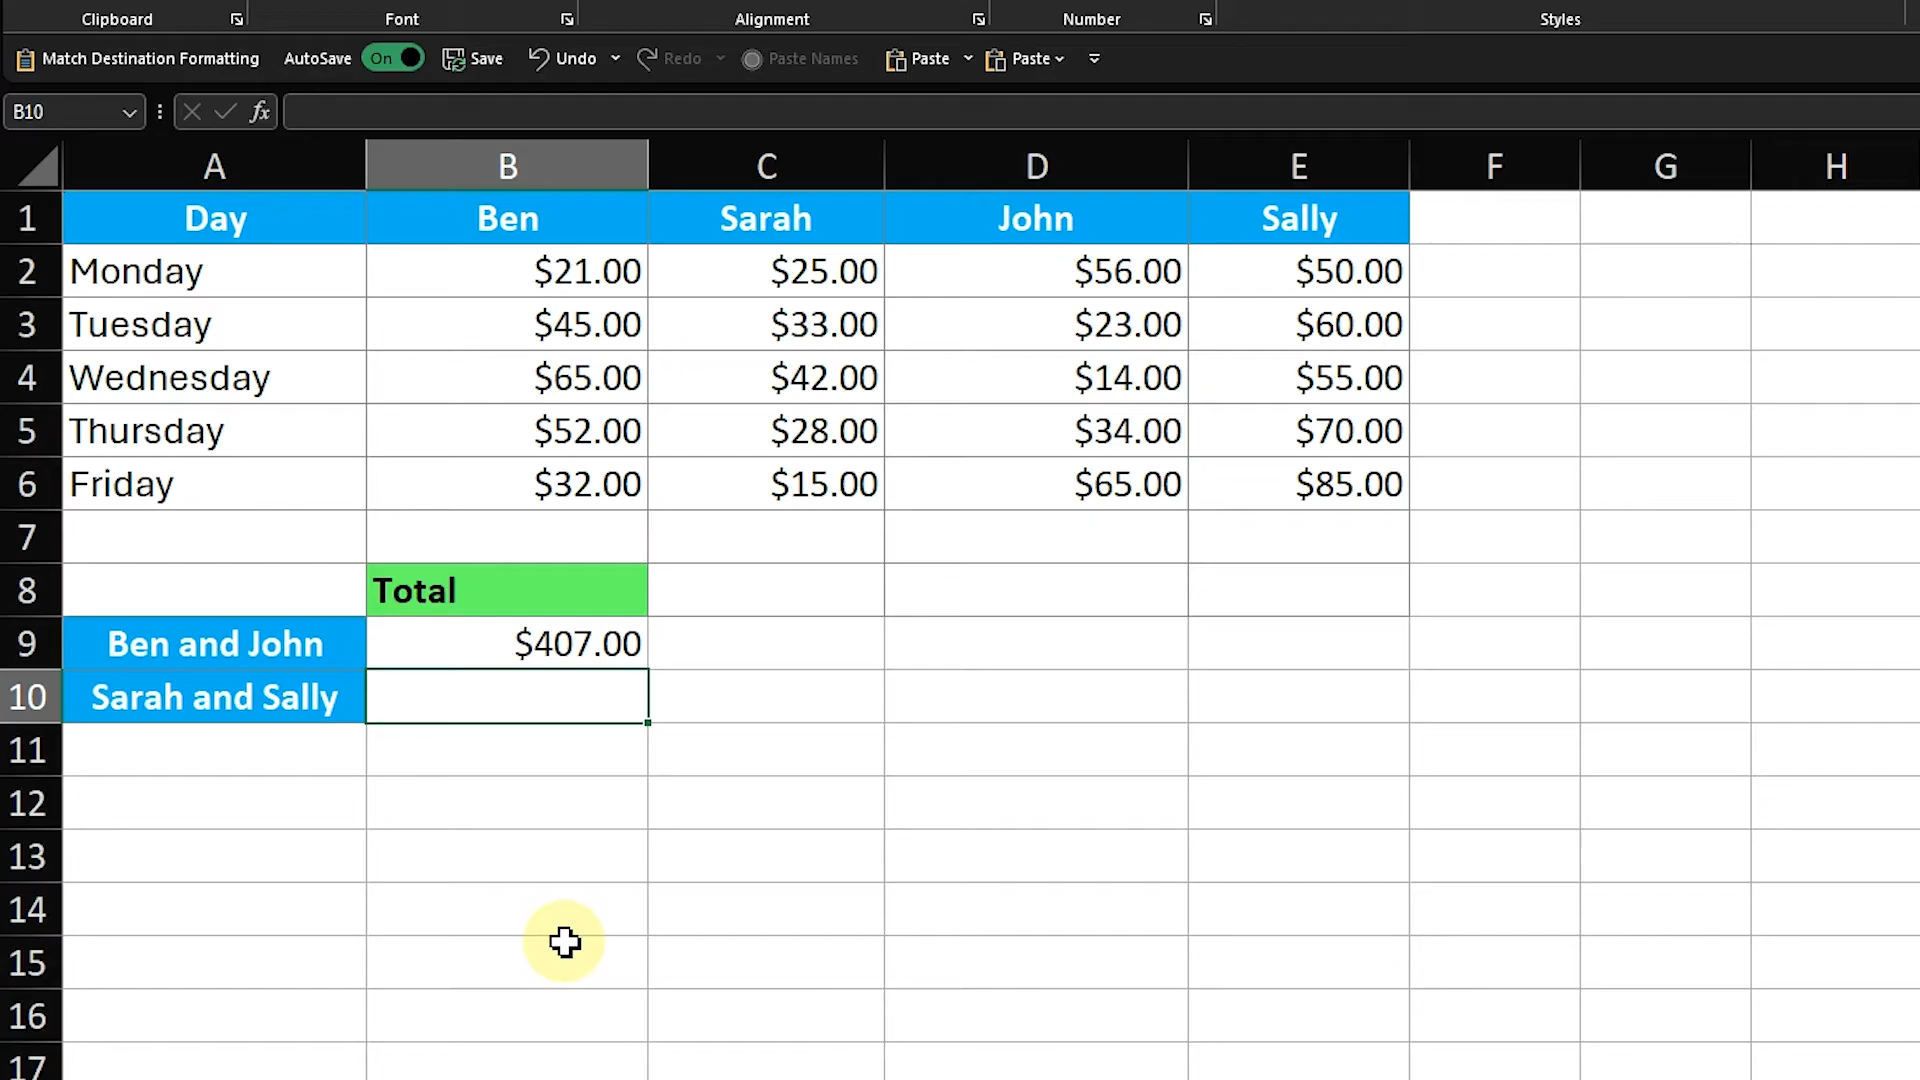 Clipboard Font Alignment Number Styles
Match Destination Formatting AutoSave On Save Undo Redo Paste Names Paste Paste
B10 fx
A B C D E F G H
1 Day Ben Sarah John Sally
2 Monday $21.00 $25.00 $56.00 $50.00
3 Tuesday $45.00 $33.00 $23.00 $60.00
4 Wednesday $65.00 $42.00 $14.00 $55.00
5 Thursday $52.00 $28.00 $34.00 $70.00
6 Friday $32.00 $15.00 $65.00 $85.00
7
8 Total
9 Ben and John $407.00
10 Sarah and Sally
11
12
13
14
15
16
17